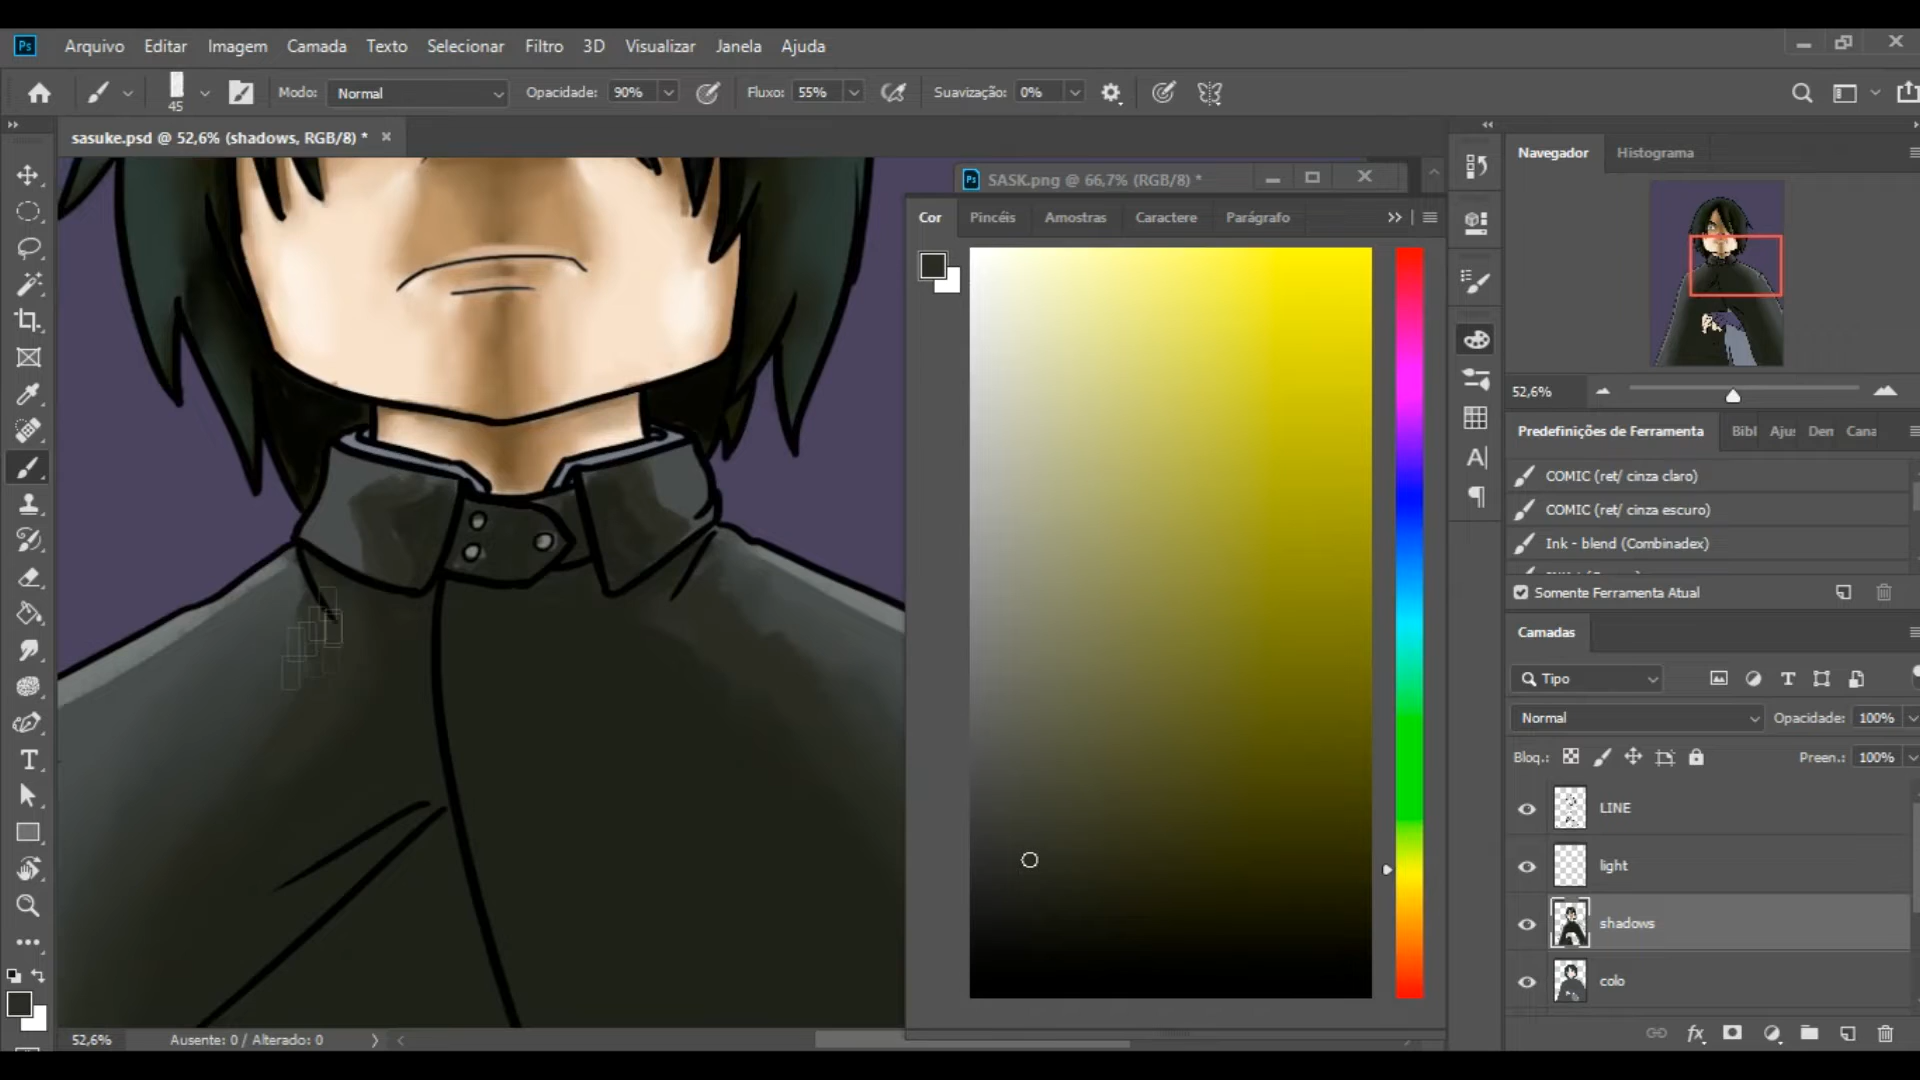 Ps Arquivo Editar Imagem Camada Texto Selecionar Filtro 3D Visualizar Janela Ajuda
45 Modo: Normal Opacidade: 90% Fluxo: 55% Suavização: 0%
sasuke.psd @ 52,6% (shadows, RGB/8) *
Ps SASK.png @ 66,7% (RGB/8) *
Cor Pincéis Amostras Caractere Parágrafo
Navegador Histograma
52,6%
Predefinições de Ferramenta Bibl Ajus Den Cana
COMIC (ret/ cinza claro)
COMIC (ret/ cinza escuro)
Ink - blend (Combinadex)
Somente Ferramenta Atual
Camadas
Tipo
Normal Opacidade: 100%
Bloq.: Preen.: 100%
LINE
light
shadows
colo
52,6% Ausente: 0 / Alterado: 0